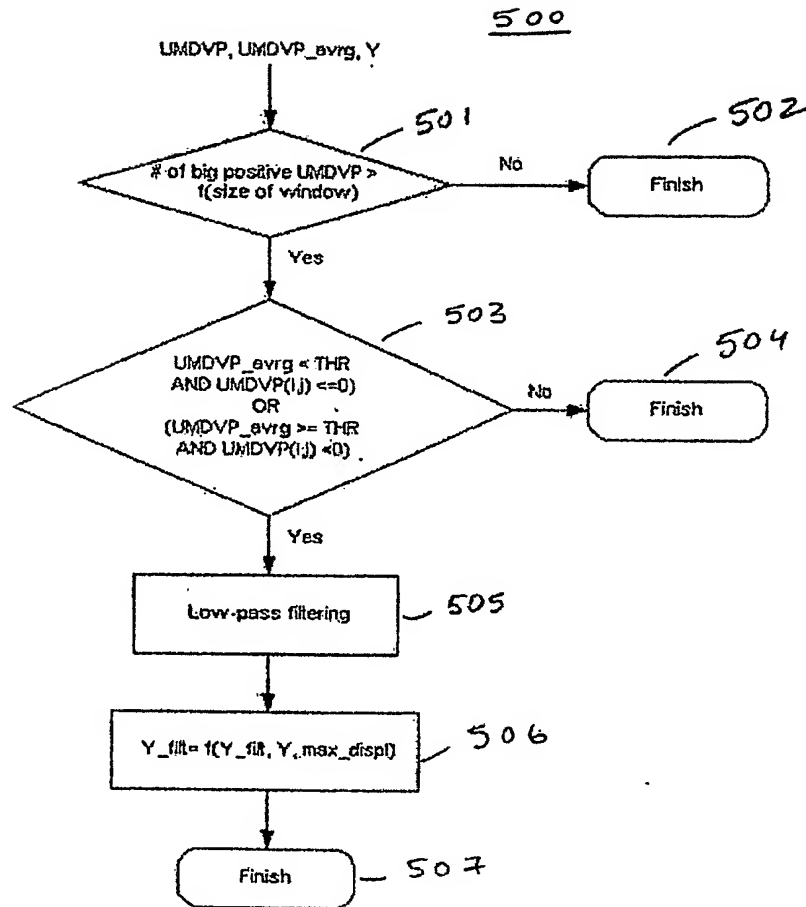 500
UMDVP, UMDVP_avrg, Y
501
# of big positive UMDVP >
f(size of window)
No
502
Finish
Yes
503
UMDVP_avrg < THR
AND UMDVP(i,j) <=0)
OR
(UMDVP_avrg >= THR
AND UMDVP(i,j) <0)
No
504
Finish
Yes
Low-pass filtering
505
Y_filt= f(Y_filt, Y, max_displ)
506
Finish
507